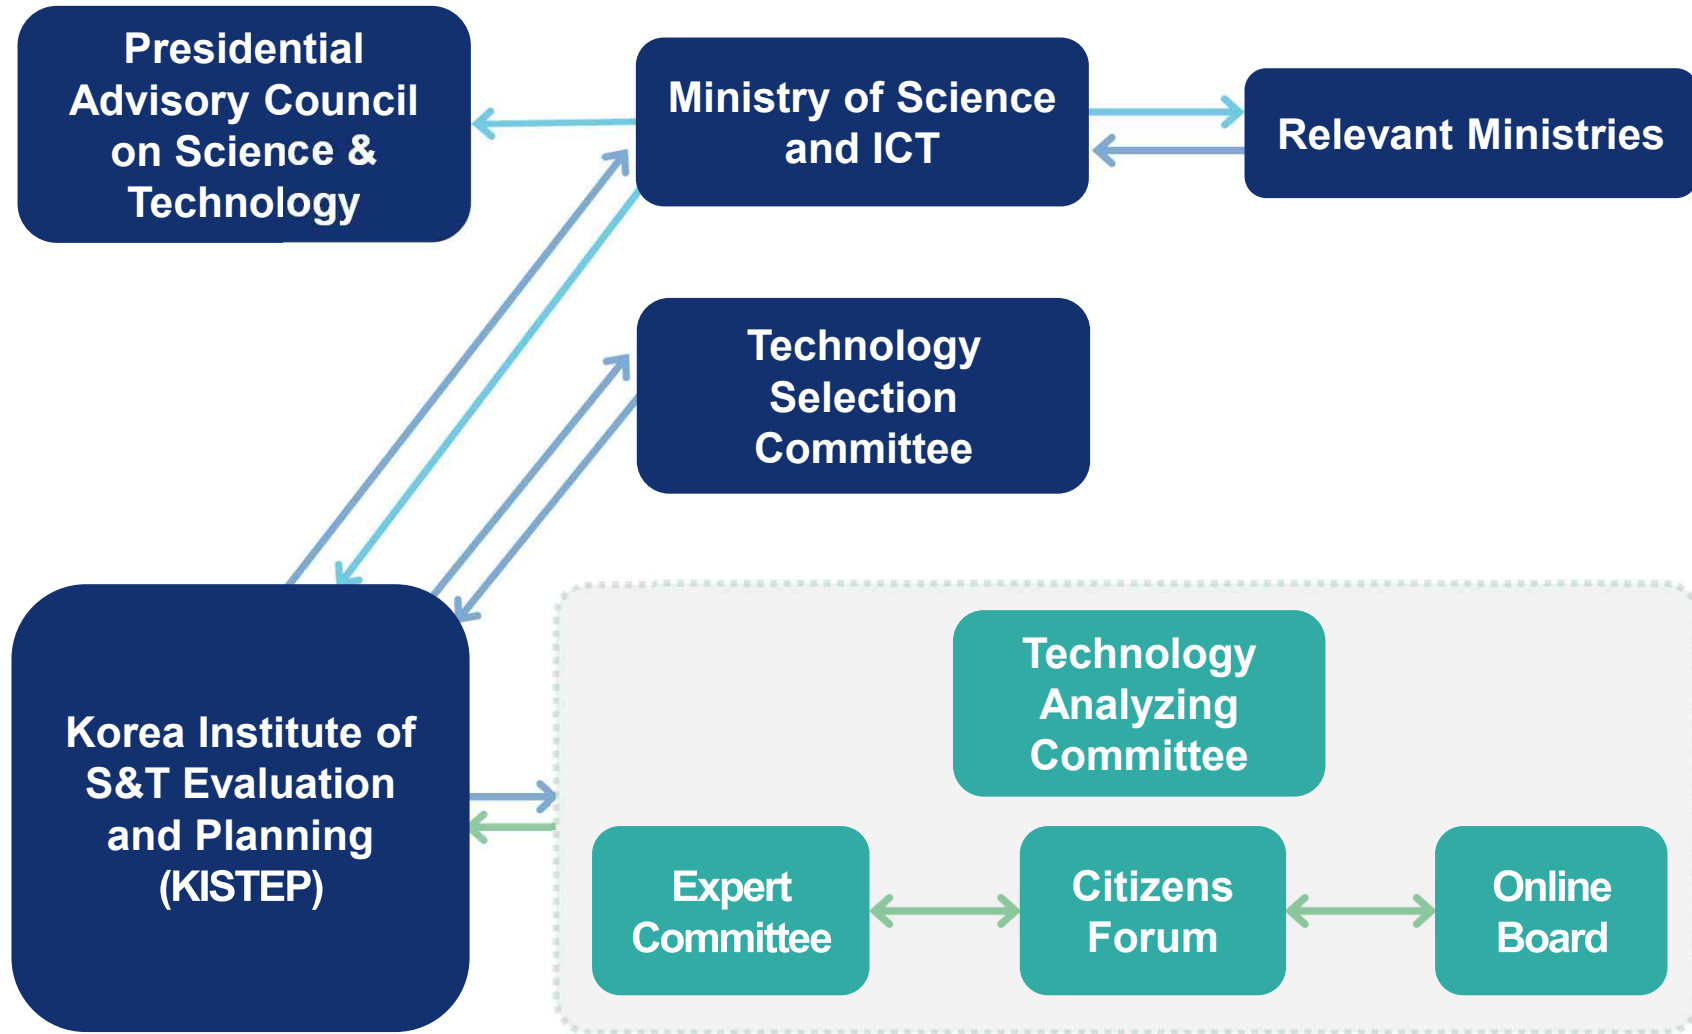 Presidential
Advisory Council
on Science &
Technology
Ministry of Science
and ICT
Relevant Ministries
Technology
Selection
Committee
Korea Institute of
S&T Evaluation
and Planning
(KISTEP)
Technology
Analyzing
Committee
Expert
Committee
Citizens
Forum
Online
Board